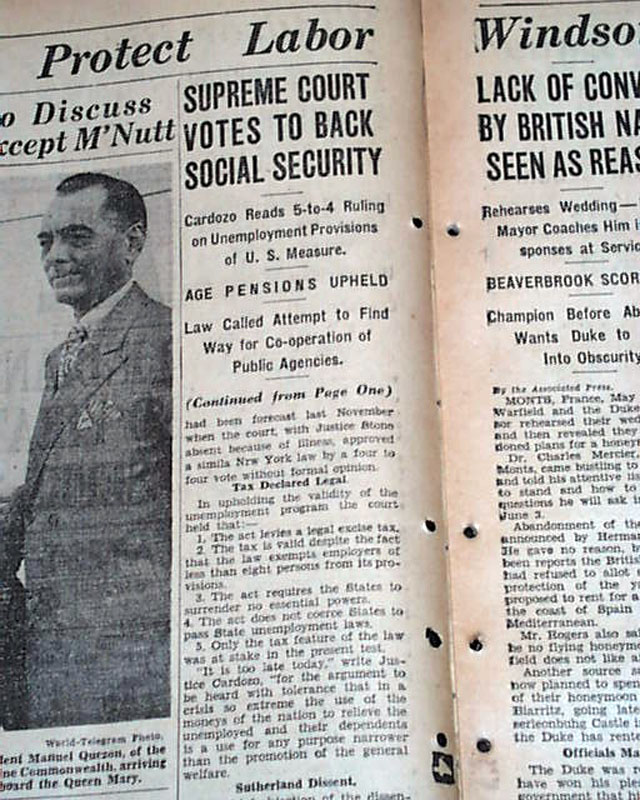 Protect Labor
o Discuss
xcept M'Nutt
World-Telegram Photo.
dent Manuel Quezon, of the
ne Commonwealth, arriving
board the Queen Mary.
SUPREME COURT
VOTES TO BACK
SOCIAL SECURITY
Cardozo Reads 5-to-4 Ruling
on Unemployment Provisions
of U. S. Measure.
AGE PENSIONS UPHELD
Law Called Attempt to Find
Way for Co-operation of
Public Agencies.
(Continued from Page One)
had been forecast last November
when the court, with Justice Stone
absent because of illness, approved
a simila New York law by a four to
four vote without formal opinion.
Tax Declared Legal
In upholding the validity of the
unemployment program the court
held that:—
1. The act levies a legal excise tax.
2. The tax is valid despite the fact
that the law exempts employers of
less than eight persons from its pro-
visions.
3. The act requires the States to
surrender no essential powers.
4. The act does not coerce States to
pass State unemployment laws.
5. Only the tax feature of the law
was at stake in the present test.
"It is too late today," write Jus-
tice Cardozo, "for the argument to
be heard with tolerance that in a
crisis so extreme the use of the
moneys of the nation to relieve the
unemployed and their dependents
is a use for any purpose narrower
than the promotion of the general
welfare.
Sutherland Dissent.
of the dissen-
Windso
LACK OF CONV
BY BRITISH NA
SEEN AS REAS
Rehearses Wedding—
Mayor Coaches Him i
sponses at Servic
BEAVERBROOK SCOR
Champion Before Ab
Wants Duke to
Into Obscurity
By the Associated Press.
MONTS, France, May
Warfield and the Duke
sor rehearsed their wed
and then revealed they
doned plans for a honey
Dr. Charles Mercier,
Monts, came bustling to
and told his attentive lis
to stand and how to
questions he will ask
June 3.
Abandonment of the
announced by Herman
He gave no reason, b
been reports the British
had refused to allot
protection of the y
proposed to rent for a
the coast of Spain
Mediterranean.
Mr. Rogers also sa
be no flying honeymo
field does not like a
Another source s
now planned to spen
of their honeymoon
Biarritz, going late
serleonburg Castle i
the Duke has rente
Officials Ma
The Duke was
have won his ple
government that h